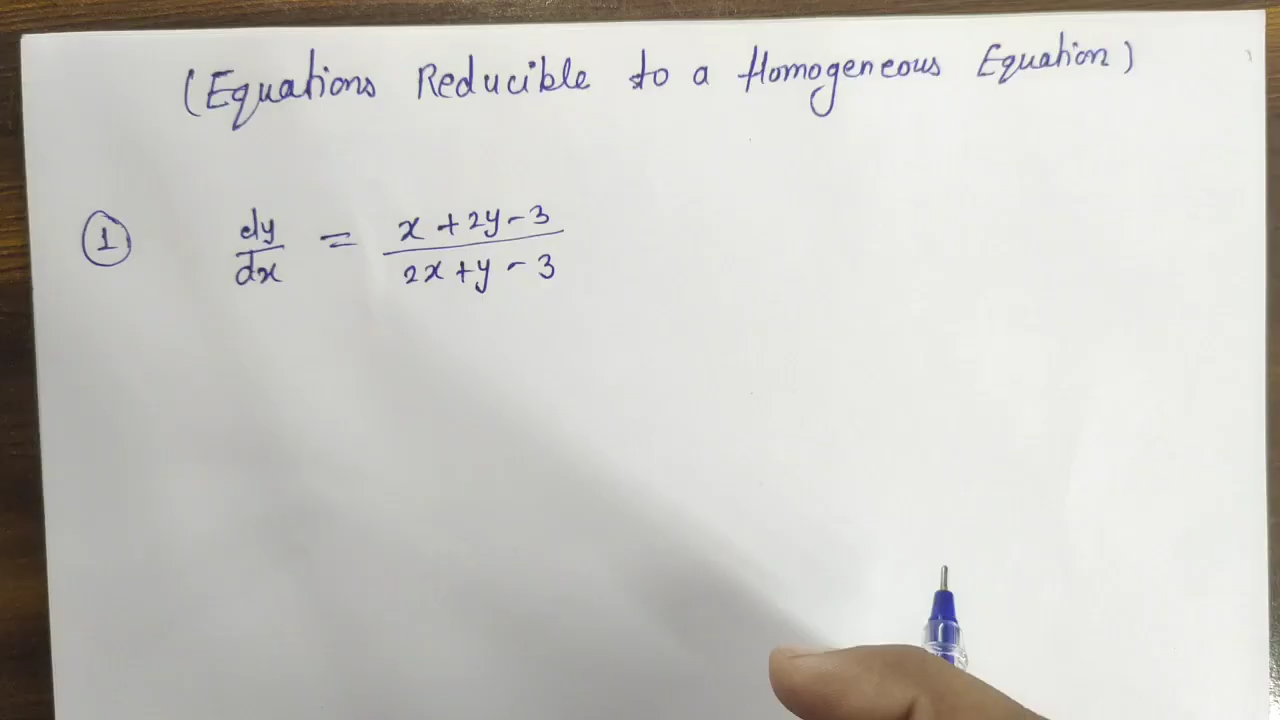 (Equations Reducible to a Homogeneous Equation)
① dy/dx = (x + 2y - 3)/(2x + y - 3)